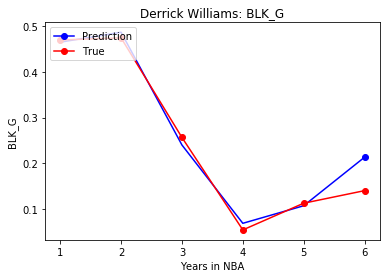 Derrick Williams: BLK_G
Prediction
True
0.5
0.4
0.3
0.2
0.1
BLK_G
1 2 3 4 5 6
Years in NBA